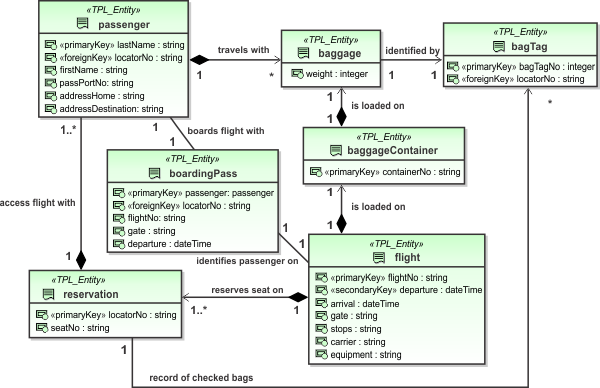 «TPL_Entity»
passenger
«primaryKey» lastName : string
«foreignKey» locatorNo : string
firstName : string
passPortNo: string
addressHome : string
addressDestination: string
travels with
1
*
«TPL_Entity»
baggage
weight : integer
identified by
1
1
«TPL_Entity»
bagTag
«primaryKey» bagTagNo : integer
«foreignKey» locatorNo : string
*
1..*
1
boards flight with
1
1
is loaded on
1
«TPL_Entity»
baggageContainer
«primaryKey» containerNo : string
«TPL_Entity»
boardingPass
«primaryKey» passenger: passenger
«foreignKey» locatorNo : string
flightNo: string
gate : string
departure : dateTime
access flight with
1
1
is loaded on
1
1
1
identifies passenger on
«TPL_Entity»
flight
«primaryKey» flightNo : string
«secondaryKey» departure : dateTime
arrival : dateTime
gate : string
stops : string
carrier : string
equipment : string
reserves seat on
1..*
1
«TPL_Entity»
reservation
«primaryKey» locatorNo : string
seatNo : string
1
record of checked bags